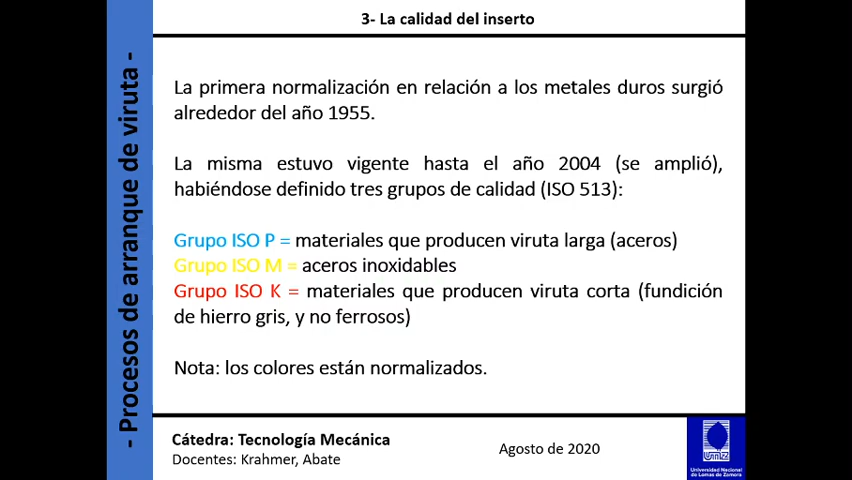 3- La calidad del inserto
- Procesos de arranque de viruta -
La primera normalización en relación a los metales duros surgió
alrededor del año 1955.
La misma estuvo vigente hasta el año 2004 (se amplió),
habiéndose definido tres grupos de calidad (ISO 513):
Grupo ISO P = materiales que producen viruta larga (aceros)
Grupo ISO M = aceros inoxidables
Grupo ISO K = materiales que producen viruta corta (fundición
de hierro gris, y no ferrosos)
Nota: los colores están normalizados.
Cátedra: Tecnología Mecánica
Docentes: Krahmer, Abate
Agosto de 2020
Universidad Nacional
de Lomas de Zamora